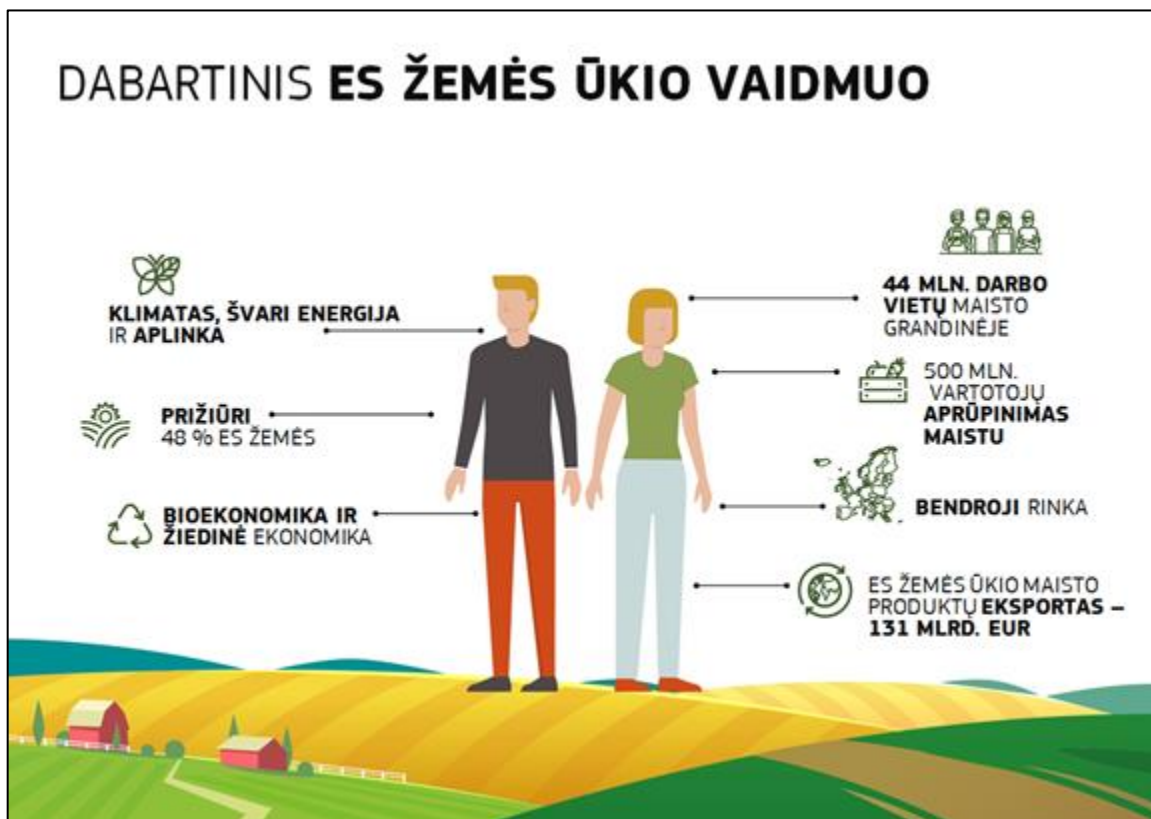 DABARTINIS ES ŽEMĖS ŪKIO VAIDMUO
KLIMATAS, ŠVARI ENERGIJA
IR APLINKA
PRIŽIŪRI
48 % ES ŽEMĖS
BIOEKONOMIKA IR
ŽIEDINĖ EKONOMIKA
44 MLN. DARBO
VIETŲ MAISTO
GRANDINĖJE
500 MLN.
VARTOTOJŲ
APRŪPINIMAS
MAISTU
BENDROJI RINKA
ES ŽEMĖS ŪKIO MAISTO
PRODUKTŲ EKSPORTAS –
131 MLRD. EUR